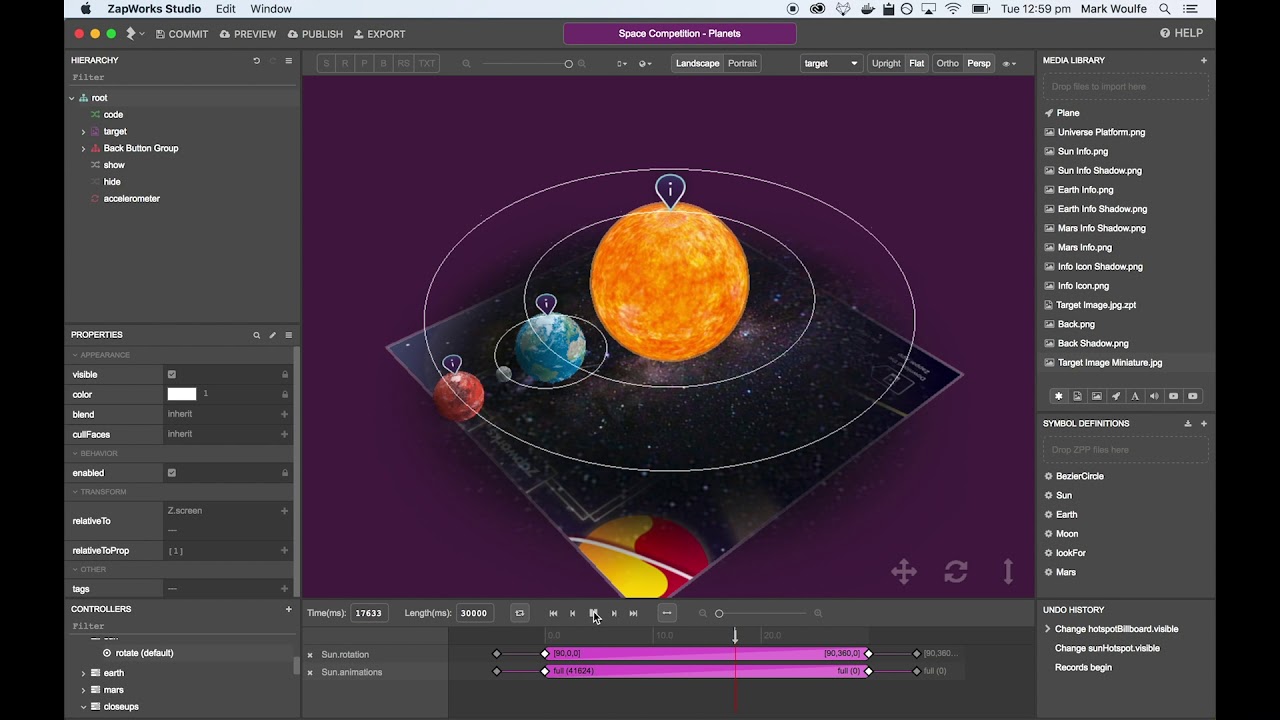 ZapWorks Studio Edit Window
Tue 12:59 pm Mark Woulfe
COMMIT PREVIEW PUBLISH EXPORT
Space Competition - Planets
HELP
HIERARCHY
Filter
root
code
target
Back Button Group
show
hide
accelerometer
PROPERTIES
APPEARANCE
visible
color 1
blend inherit
cullFaces inherit
BEHAVIOR
enabled
TRANSFORM
relativeTo Z.screen
—
relativeToProp [1]
OTHER
tags —
CONTROLLERS
Filter
rotate (default)
earth
mars
closeups
S R P B RS TXT
Landscape Portrait
target
Upright Flat
Ortho Persp
i
i
i
Time(ms): 17633 Length(ms): 30000
0.0 10.0 20.0
Sun.rotation [90,0,0] [90,360,0] [90,360...
Sun.animations full (41624) full (0) full (0)
MEDIA LIBRARY
Drop files to import here
Plane
Universe Platform.png
Sun Info.png
Sun Info Shadow.png
Earth Info.png
Earth Info Shadow.png
Mars Info Shadow.png
Mars Info.png
Info Icon Shadow.png
Info Icon.png
Target Image.jpg.zpt
Back.png
Back Shadow.png
Target Image Miniature.jpg
A
SYMBOL DEFINITIONS
Drop ZPP files here
BezierCircle
Sun
Earth
Moon
lookFor
Mars
UNDO HISTORY
Change hotspotBillboard.visible
Change sunHotspot.visible
Records begin